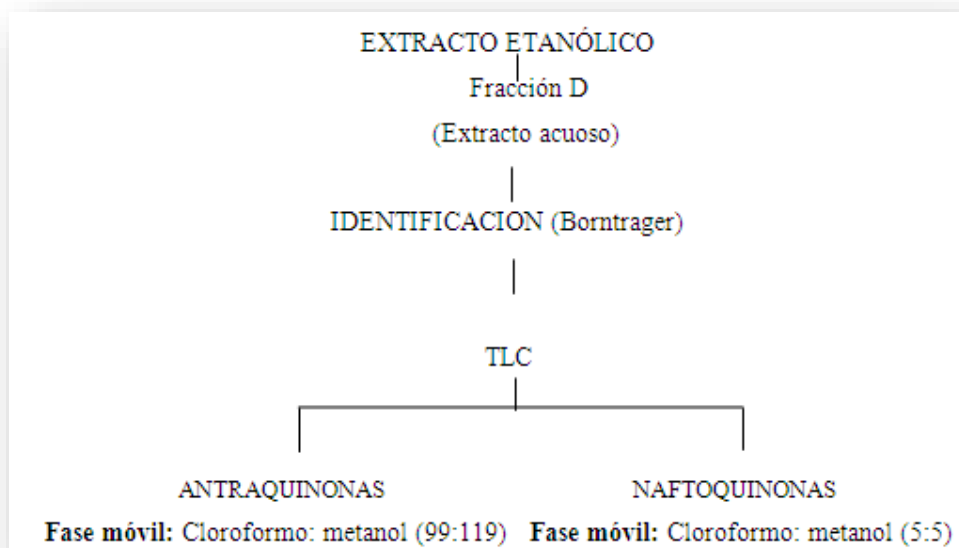 EXTRACTO ETANÓLICO
Fracción D
(Extracto acuoso)
IDENTIFICACION (Borntrager)
TLC
ANTRAQUINONAS NAFTOQUINONAS
Fase móvil: Cloroformo: metanol (99:119) Fase móvil: Cloroformo: metanol (5:5)